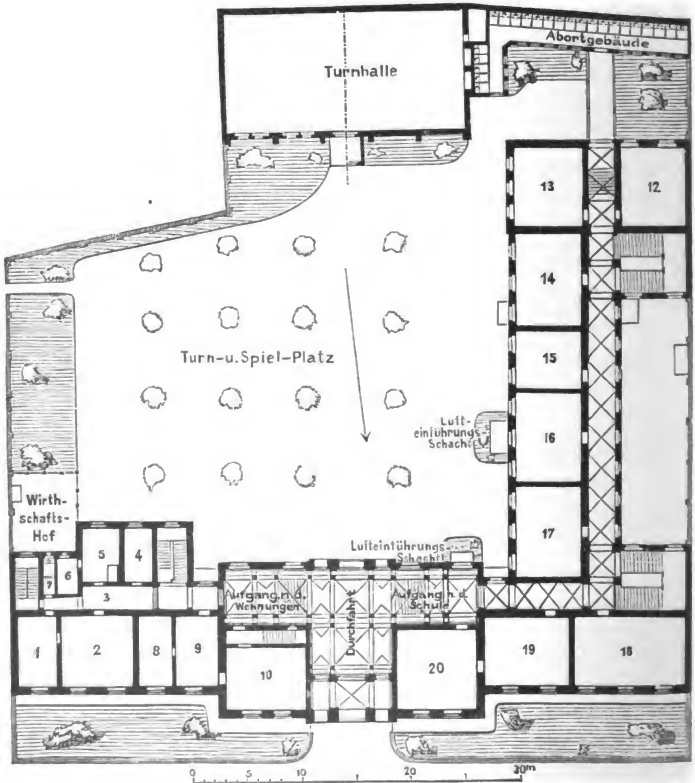 Abortgebäude
Turnhalle
13
12
14
Turn-u.Spiel-Platz
15
Luft-
einführungs-
Schacht
16
Wirth-
schafts-
Hof
17
5
4
Lufteinführungs-
Schacht
6
7
3
Aufgang n. d.
Wohnungen
Durchfahrt
Aufgang n. d.
Schule
1
2
8
9
10
20
19
18
0
5
10
20
30m